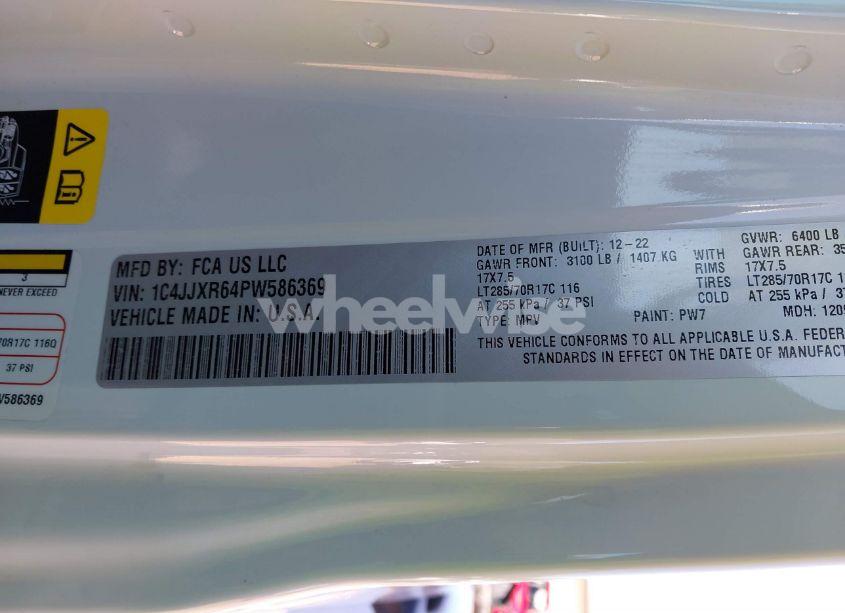 3
NEVER EXCEED
70R17C 116Q
37 PSI
586369
MFD BY: FCA US LLC
VIN: 1C4JJXR64PW586369
VEHICLE MADE IN: U.S.A.
DATE OF MFR (BUILT): 12-22
GAWR FRONT: 3100 LB / 1407 KG WITH
17X7.5 RIMS
LT285/70R17C 116 TIRES
AT 255 kPa / 37 PSI COLD
TYPE: MPV PAINT: PW7
GVWR: 6400 LB
GAWR REAR: 35
17X7.5
LT285/70R17C
AT 255 kPa / 37
MDH: 120
THIS VEHICLE CONFORMS TO ALL APPLICABLE U.S.A. FEDER
STANDARDS IN EFFECT ON THE DATE OF MANUFACT
wheelvise